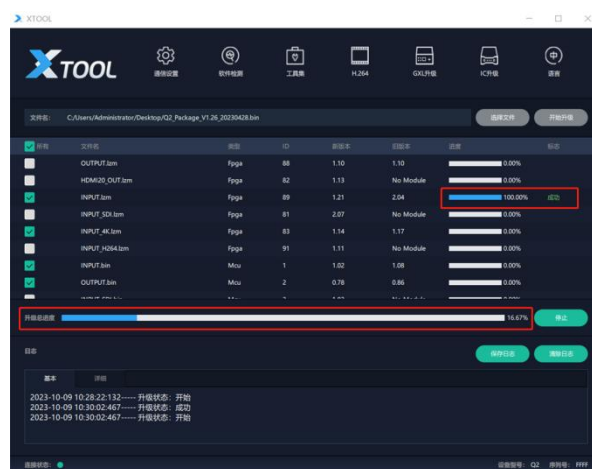 XTOOL
XTOOL
通信设置 软件检测 工具集 H.264 GXL升级 IC升级 语言
文件名: C:/Users/Administrator/Desktop/Q2_Package_V1.26_20230428.bin 选择文件 开始升级
所有 文件名 类型 ID 新版本 旧版本 进度 标志
OUTPUT.lzm Fpga 88 1.10 1.10 0.00%
HDMI20_OUT.lzm Fpga 82 1.13 No Module 0.00%
INPUT.lzm Fpga 89 1.21 2.04 100.00% 成功
INPUT_SDI.lzm Fpga 81 2.07 No Module 0.00%
INPUT_4K.lzm Fpga 83 1.14 1.17 0.00%
INPUT_H264.lzm Fpga 91 1.11 No Module 0.00%
INPUT.bin Mcu 1 1.02 1.08 0.00%
OUTPUT.bin Mcu 2 0.78 0.86 0.00%
升级总进度 16.67% 停止
日志 保存日志 清除日志
基本 详细
2023-10-09 10:28:22:132----- 升级状态: 开始
2023-10-09 10:30:02:467----- 升级状态: 成功
2023-10-09 10:30:02:467----- 升级状态: 开始
连接状态: 设备型号: Q2 序列号: FFFF